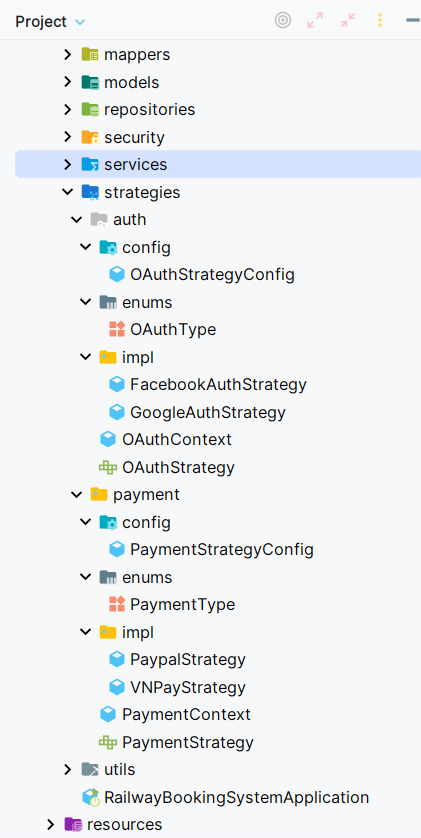 Project
mappers
models
repositories
security
services
strategies
auth
config
OAuthStrategyConfig
enums
OAuthType
impl
FacebookAuthStrategy
GoogleAuthStrategy
OAuthContext
OAuthStrategy
payment
config
PaymentStrategyConfig
enums
PaymentType
impl
PaypalStrategy
VNPayStrategy
PaymentContext
PaymentStrategy
utils
RailwayBookingSystemApplication
resources